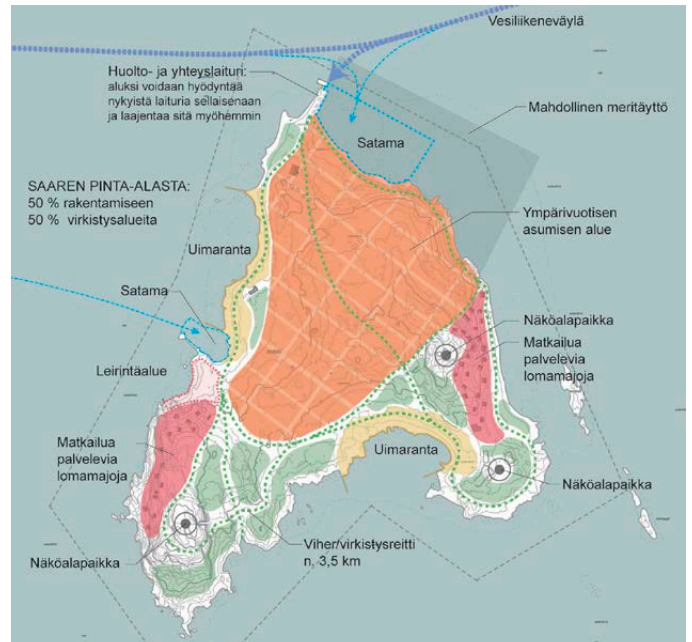 Vesiliikeneväylä
Huolto- ja yhteyslaituri:
aluksi voidaan hyödyntää
nykyistä laituria sellaisenaan
ja laajentaa sitä myöhemmin
Mahdollinen meritäyttö
Satama
SAAREN PINTA-ALASTA:
50 % rakentamiseen
50 % virkistysalueita
Ympärivuotisen
asumisen alue
Uimaranta
Satama
Näköalapaikka
Matkailua
palvelevia
lomamajoja
Leirintäalue
Matkailua
palvelevia
lomamajoja
Uimaranta
Näköalapaikka
Näköalapaikka
Viher/virkistysreitti
n. 3,5 km